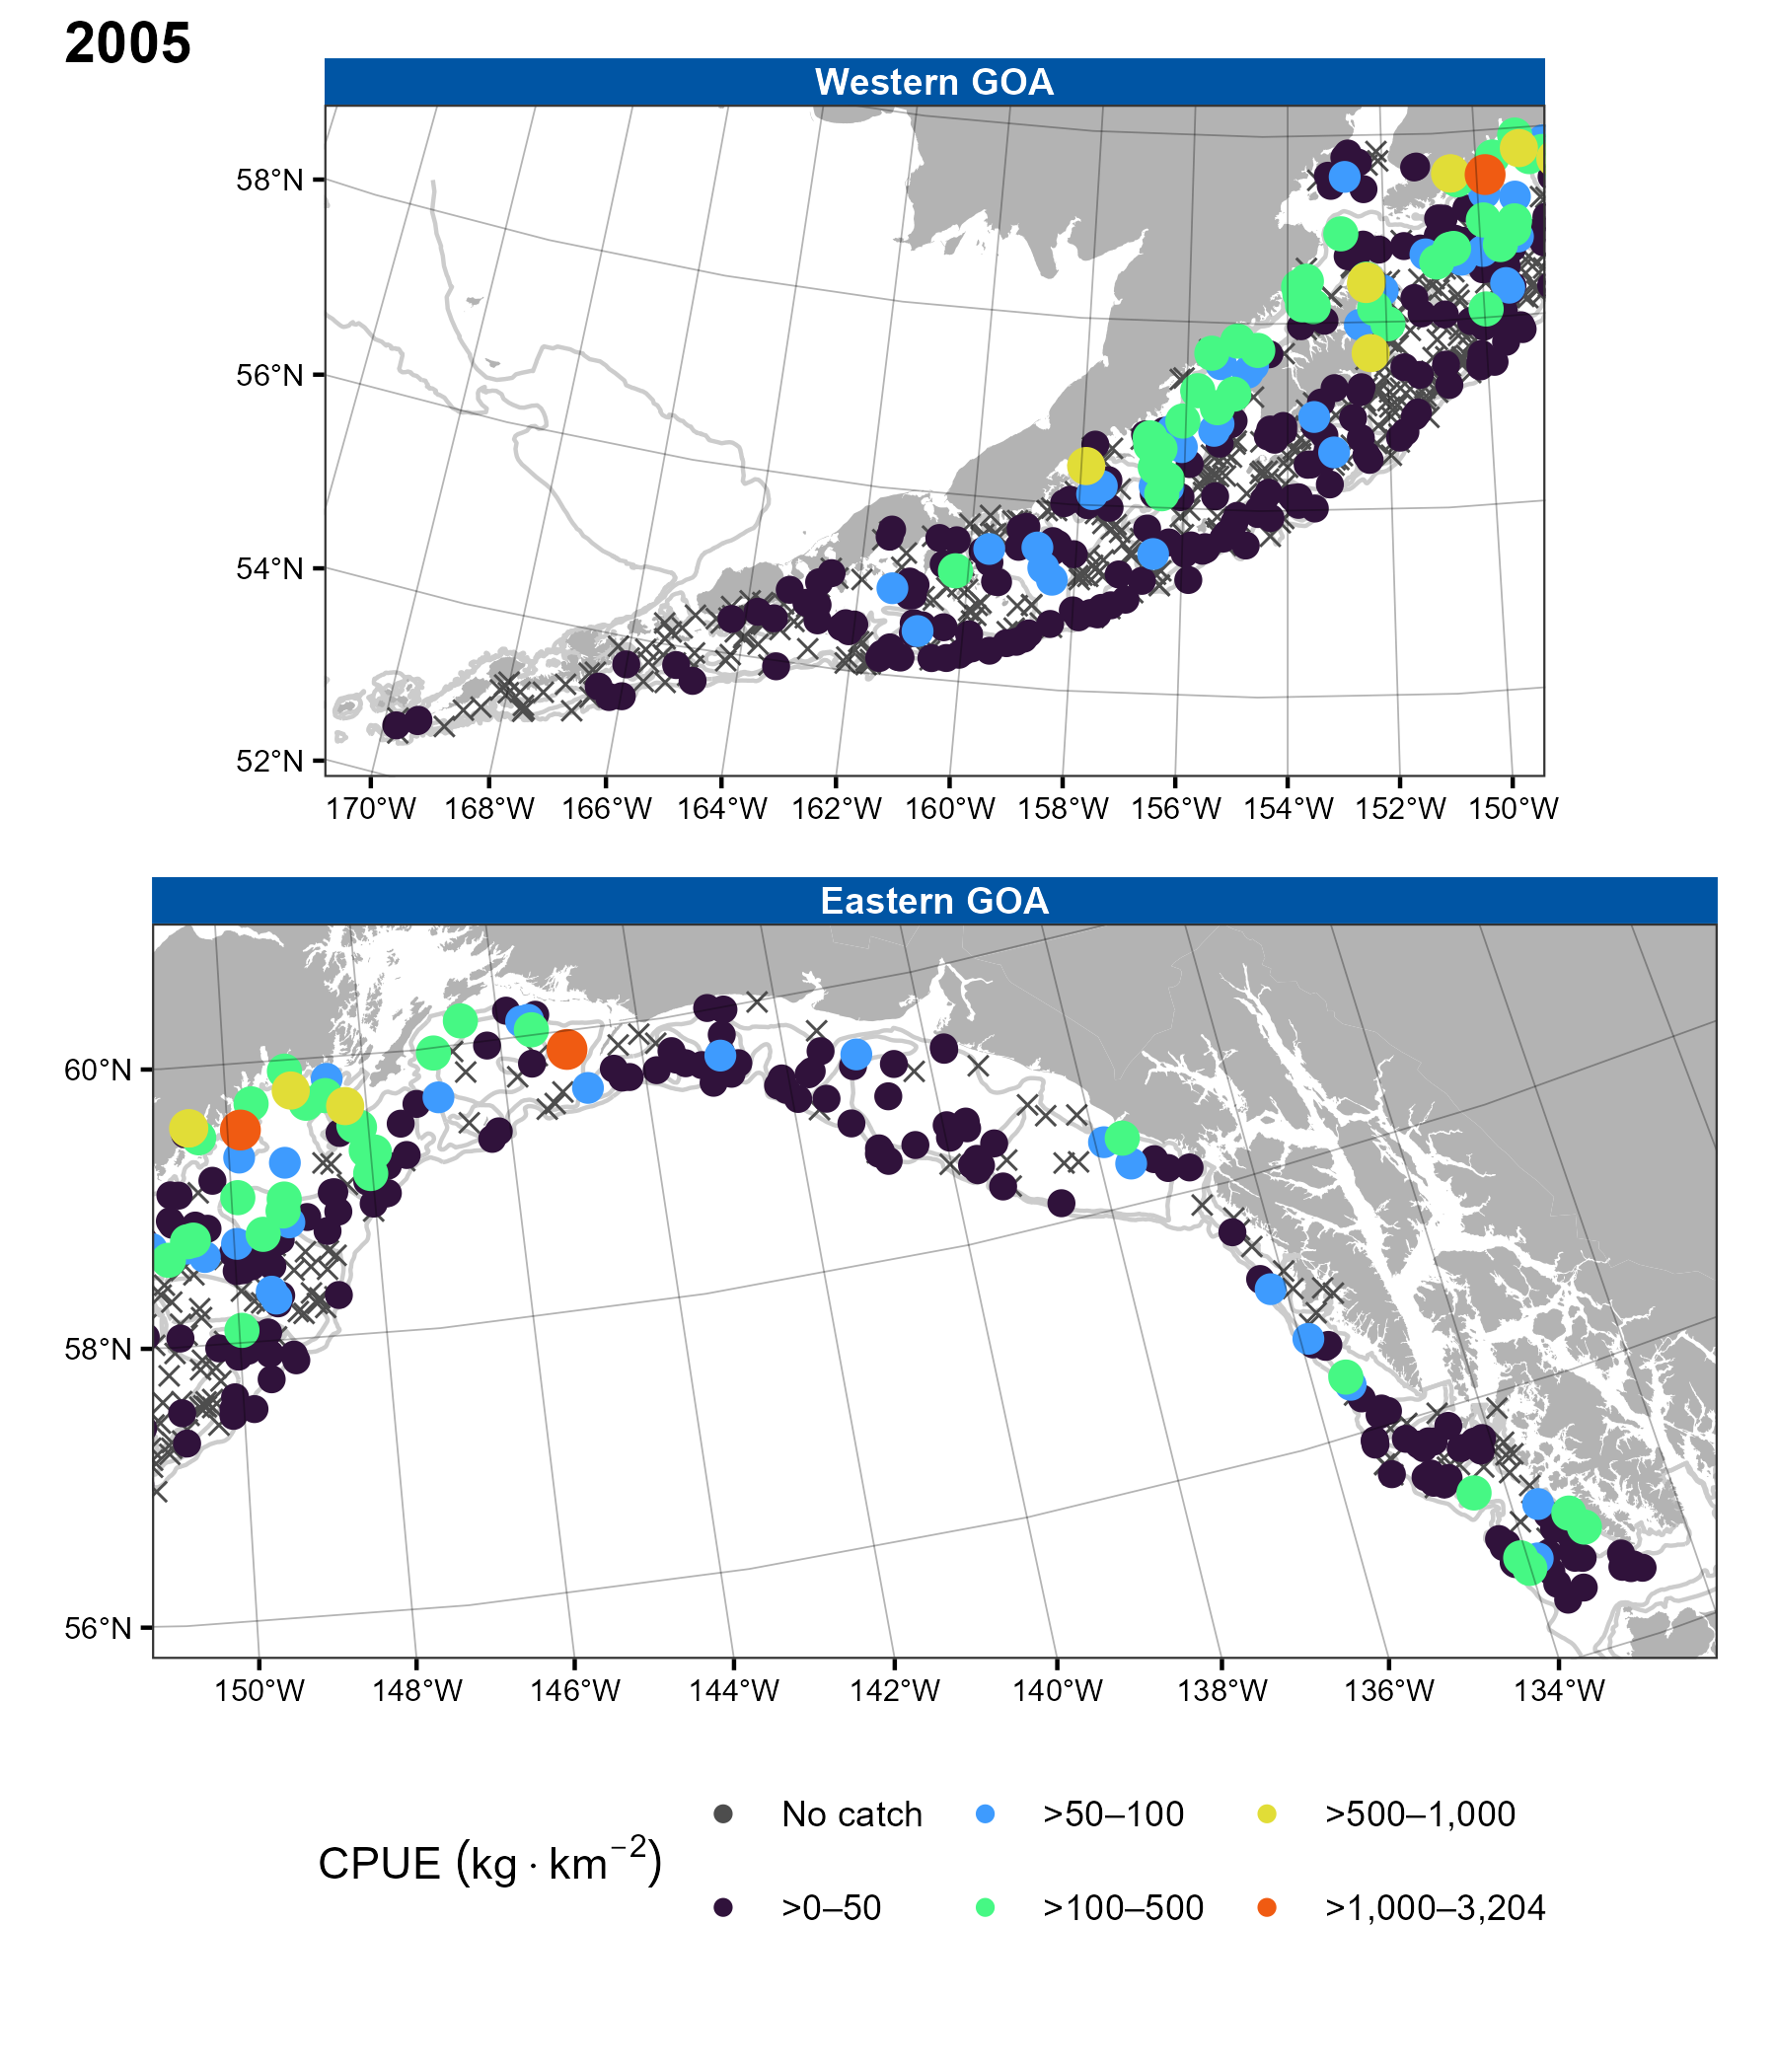 2005
Western GOA
58°N
56°N
54°N
52°N
170°W 168°W 166°W 164°W 162°W 160°W 158°W 156°W 154°W 152°W 150°W
Eastern GOA
60°N
58°N
56°N
150°W 148°W 146°W 144°W 142°W 140°W 138°W 136°W 134°W
CPUE (kg · km⁻²)
No catch >50–100 >500–1,000
>0–50 >100–500 >1,000–3,204